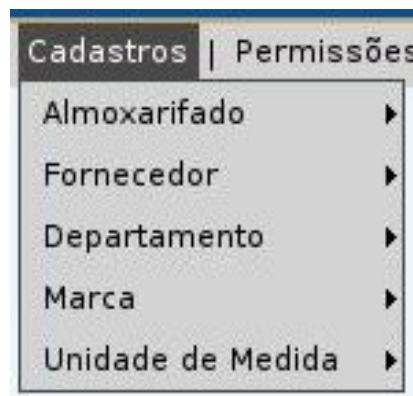 Cadastros | Permissões
Almoxarifado
Fornecedor
Departamento
Marca
Unidade de Medida